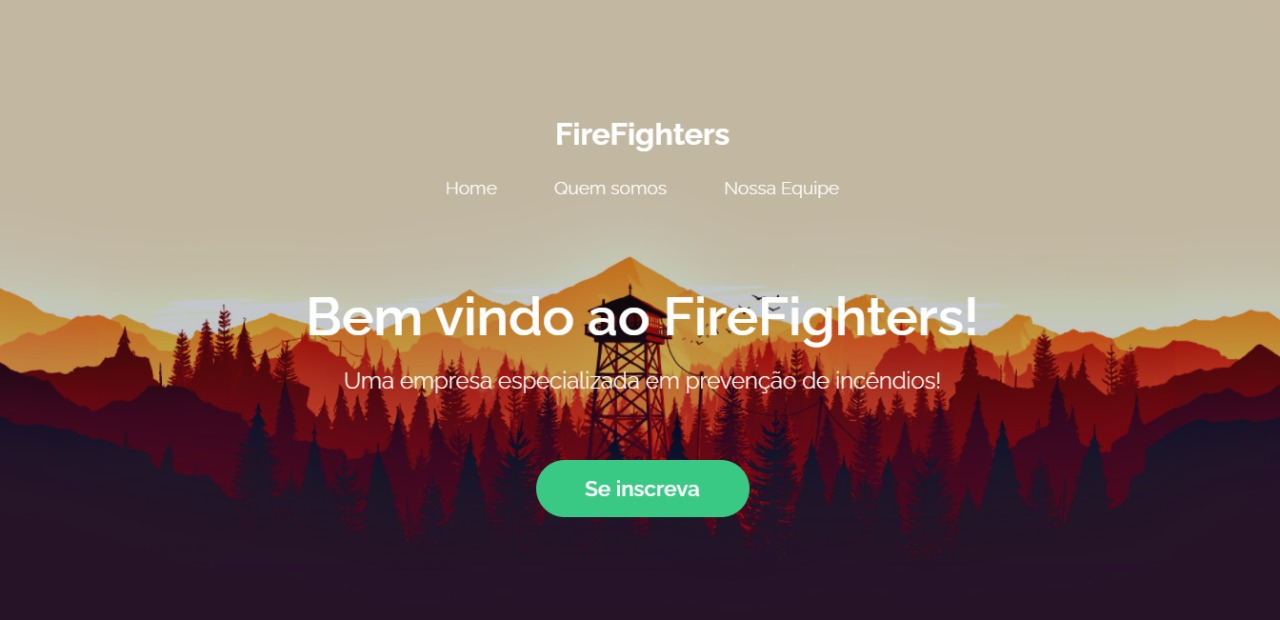 FireFighters
Home Quem somos Nossa Equipe
Bem vindo ao FireFighters!
Uma empresa especializada em prevenção de incêndios!
Se inscreva